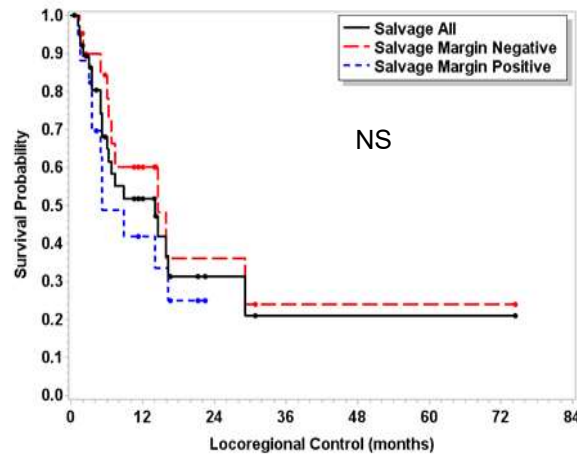 Salvage All
Salvage Margin Negative
Salvage Margin Positive
NS
Survival Probability
1.0
0.9
0.8
0.7
0.6
0.5
0.4
0.3
0.2
0.1
0.0
0 12 24 36 48 60 72 84
Locoregional Control (months)